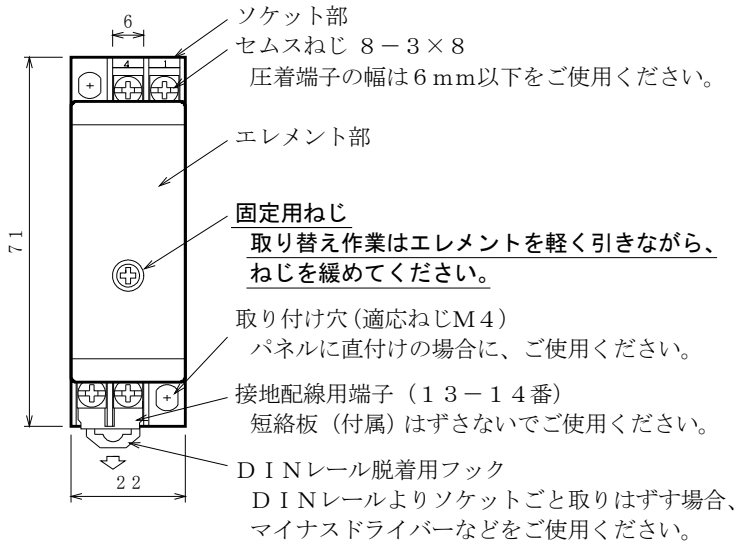 6
ソケット部
セムスねじ ８－３×８
圧着端子の幅は６ｍｍ以下をご使用ください。
4 1
エレメント部
71
固定用ねじ
取り替え作業はエレメントを軽く引きながら、
ねじを緩めてください。
取り付け穴（適応ねじＭ４）
パネルに直付けの場合に、ご使用ください。
接地配線用端子（１３－１４番）
短絡板（付属）はずさないでご使用ください。
22
ＤＩＮレール脱着用フック
ＤＩＮレールよりソケットごと取りはずす場合、
マイナスドライバーなどをご使用ください。